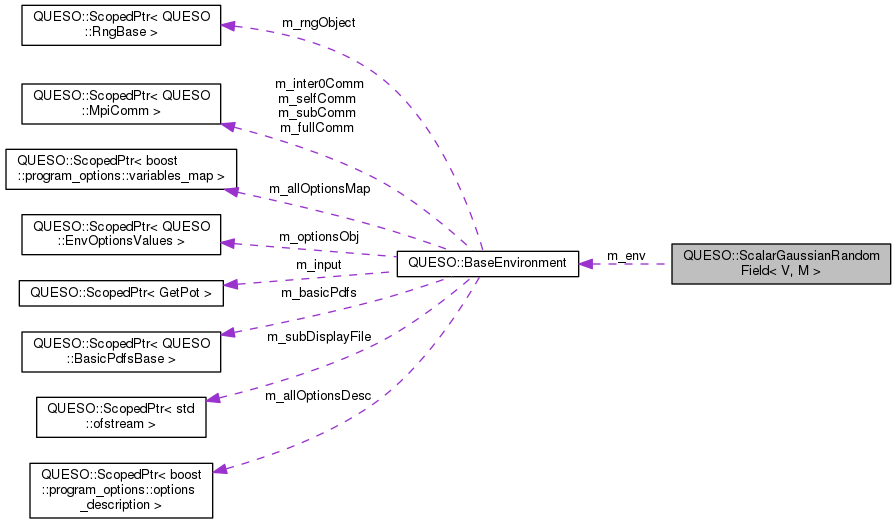 QUESO::ScopedPtr< QUESO
::RngBase >
m_rngObject
QUESO::ScopedPtr< QUESO
::MpiComm >
m_inter0Comm
m_selfComm
m_subComm
m_fullComm
QUESO::ScopedPtr< boost
::program_options::variables_map >
m_allOptionsMap
QUESO::ScopedPtr< QUESO
::EnvOptionsValues >
m_optionsObj
QUESO::ScopedPtr< GetPot >
m_input
QUESO::BaseEnvironment
m_env
QUESO::ScalarGaussianRandom
Field< V, M >
QUESO::ScopedPtr< QUESO
::BasicPdfsBase >
m_basicPdfs
QUESO::ScopedPtr< std
::ofstream >
m_subDisplayFile
QUESO::ScopedPtr< boost
::program_options::options
_description >
m_allOptionsDesc